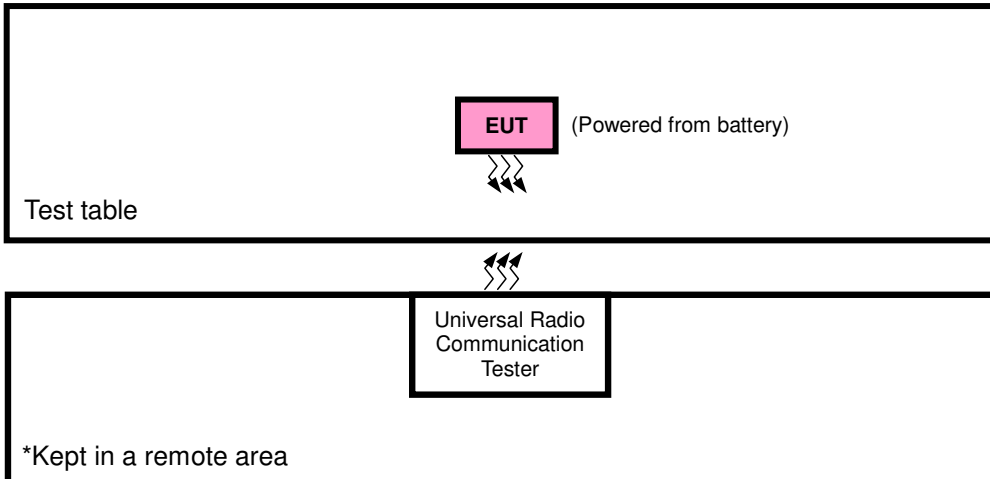 EUT
(Powered from battery)
Test table
Universal Radio
Communication
Tester
*Kept in a remote area